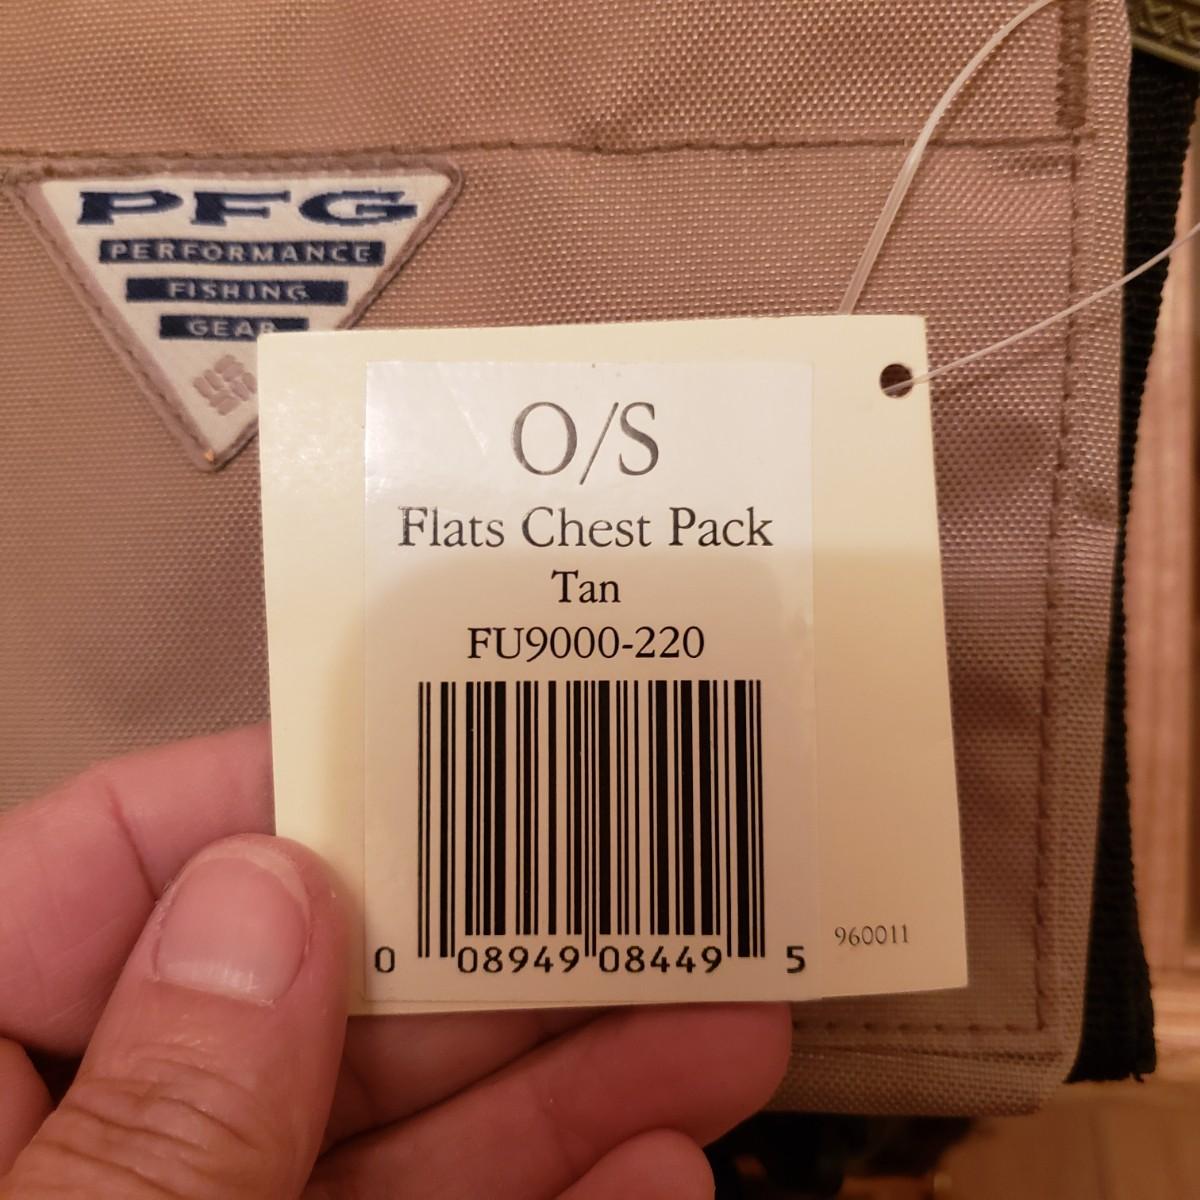 PFG
PERFORMANCE
FISHING
GEAR
O/S
Flats Chest Pack
Tan
FU9000-220
0 08949 08449 5
960011